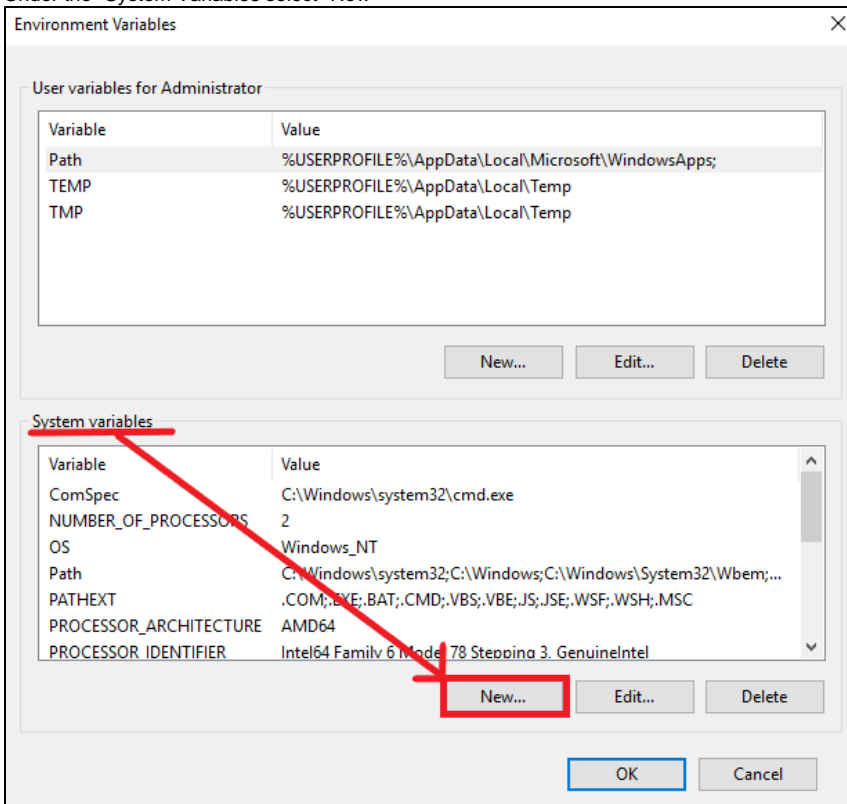 Under the "System Variables select "New"
Environment Variables
User variables for Administrator
Variable Value
Path %USERPROFILE%\AppData\Local\Microsoft\WindowsApps;
TEMP %USERPROFILE%\AppData\Local\Temp
TMP %USERPROFILE%\AppData\Local\Temp
New... Edit... Delete
System variables
Variable Value
ComSpec C:\Windows\system32\cmd.exe
NUMBER_OF_PROCESSORS 2
OS Windows_NT
Path C:\Windows\system32;C:\Windows;C:\Windows\System32\Wbem;...
PATHEXT .COM;.EXE;.BAT;.CMD;.VBS;.VBE;.JS;.JSE;.WSF;.WSH;.MSC
PROCESSOR_ARCHITECTURE AMD64
PROCESSOR_IDENTIFIER Intel64 Family 6 Model 78 Stepping 3, GenuineIntel
New... Edit... Delete
OK Cancel